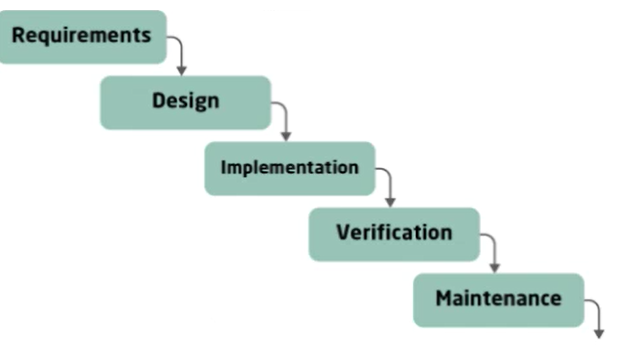 Requirements
Design
Implementation
Verification
Maintenance